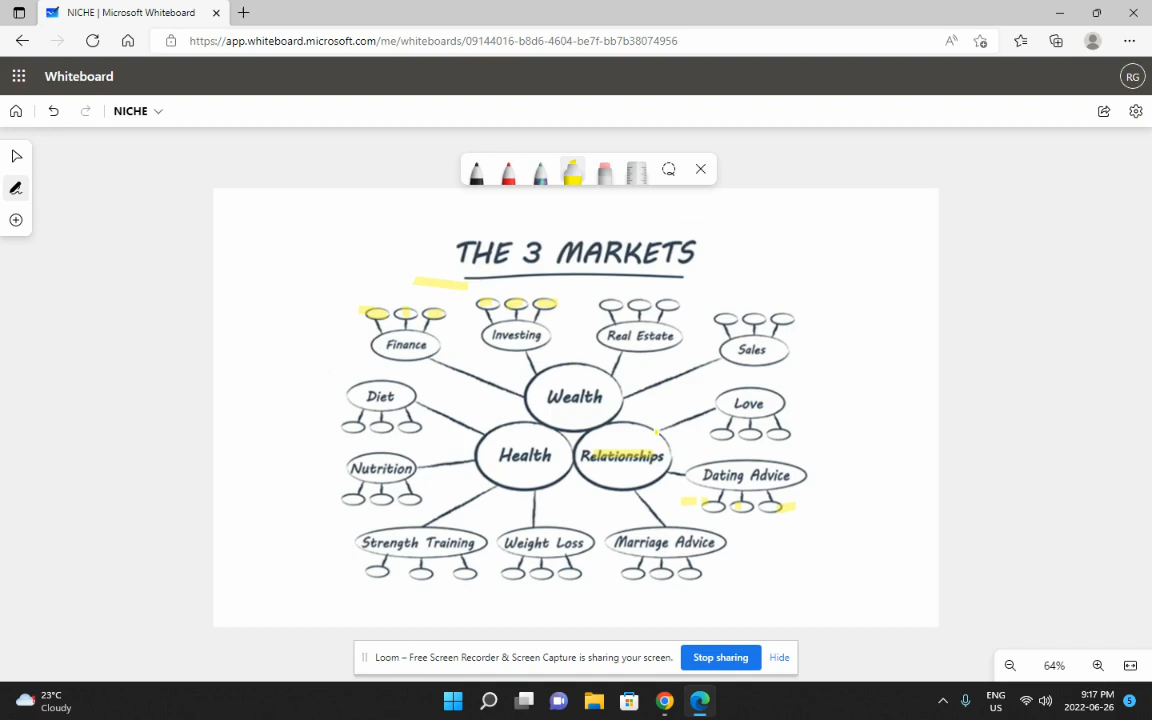 NICHE | Microsoft Whiteboard
https://app.whiteboard.microsoft.com/me/whiteboards/09144016-b8d6-4604-be7f-bb7b38074956
Whiteboard
RG
NICHE
THE 3 MARKETS
Finance
Investing
Real Estate
Sales
Wealth
Diet
Love
Health
Relationships
Nutrition
Dating Advice
Strength Training
Weight Loss
Marriage Advice
Loom – Free Screen Recorder & Screen Capture is sharing your screen.
Stop sharing
Hide
64%
23°C
Cloudy
ENG
US
9:17 PM
2022-06-26
5